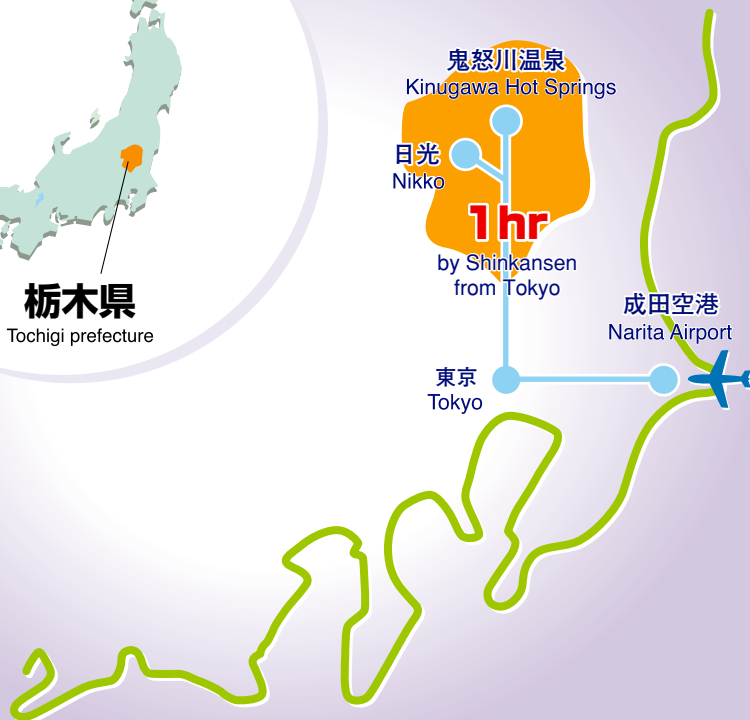 鬼怒川温泉
Kinugawa Hot Springs
日光
Nikko
1hr
by Shinkansen
from Tokyo
栃木県
Tochigi prefecture
成田空港
Narita Airport
東京
Tokyo